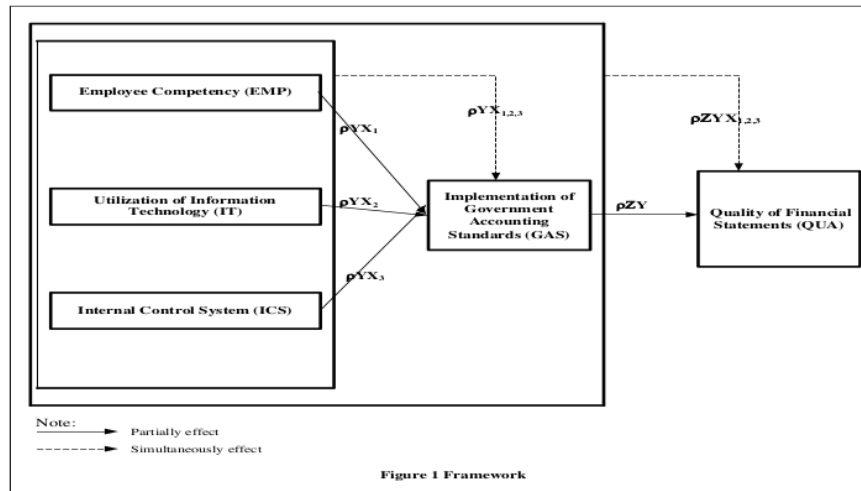 Employee Competency (EMP)
ρYX₁
ρYX₁,₂,₃
ρZYX₁,₂,₃
Utilization of Information
Technology (IT)
ρYX₂
Implementation of
Government
Accounting
Standards (GAS)
ρZY
Quality of Financial
Statements (QUA)
ρYX₃
Internal Control System (ICS)
Note:
Partially effect
Simultaneously effect
Figure 1 Framework